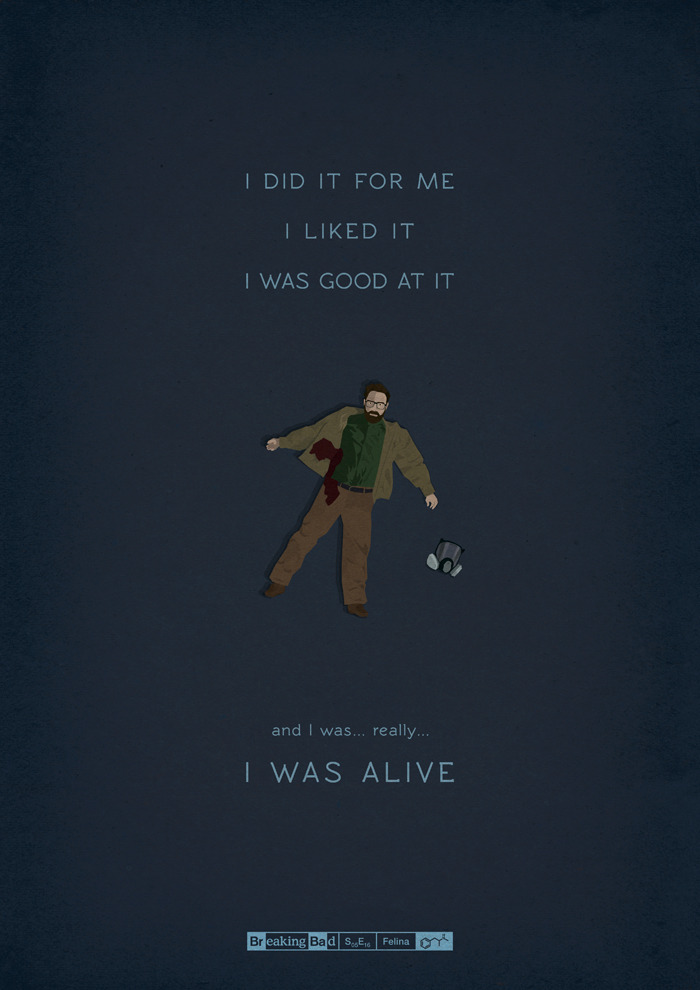 I DID IT FOR ME
I LIKED IT
I WAS GOOD AT IT
and I was... really...
I WAS ALIVE
Breaking Bad S05E16 Felina